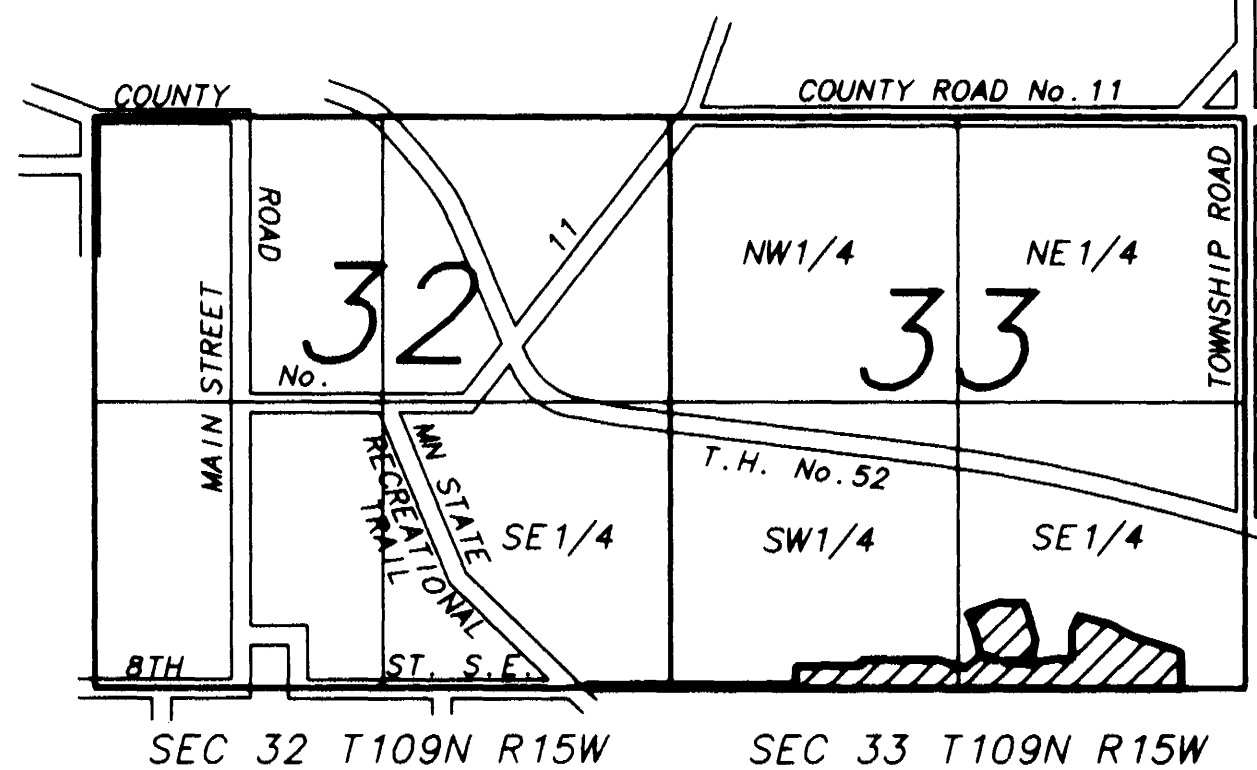 COUNTY
COUNTY ROAD No. 11
ROAD
11
NW1/4
NE1/4
TOWNSHIP ROAD
32
33
MAIN STREET
No.
MN STATE
RECREATIONAL
TRAIL
T.H. No.52
SE1/4
SW1/4
SE1/4
8TH
ST. S.E.
SEC 32 T109N R15W
SEC 33 T109N R15W